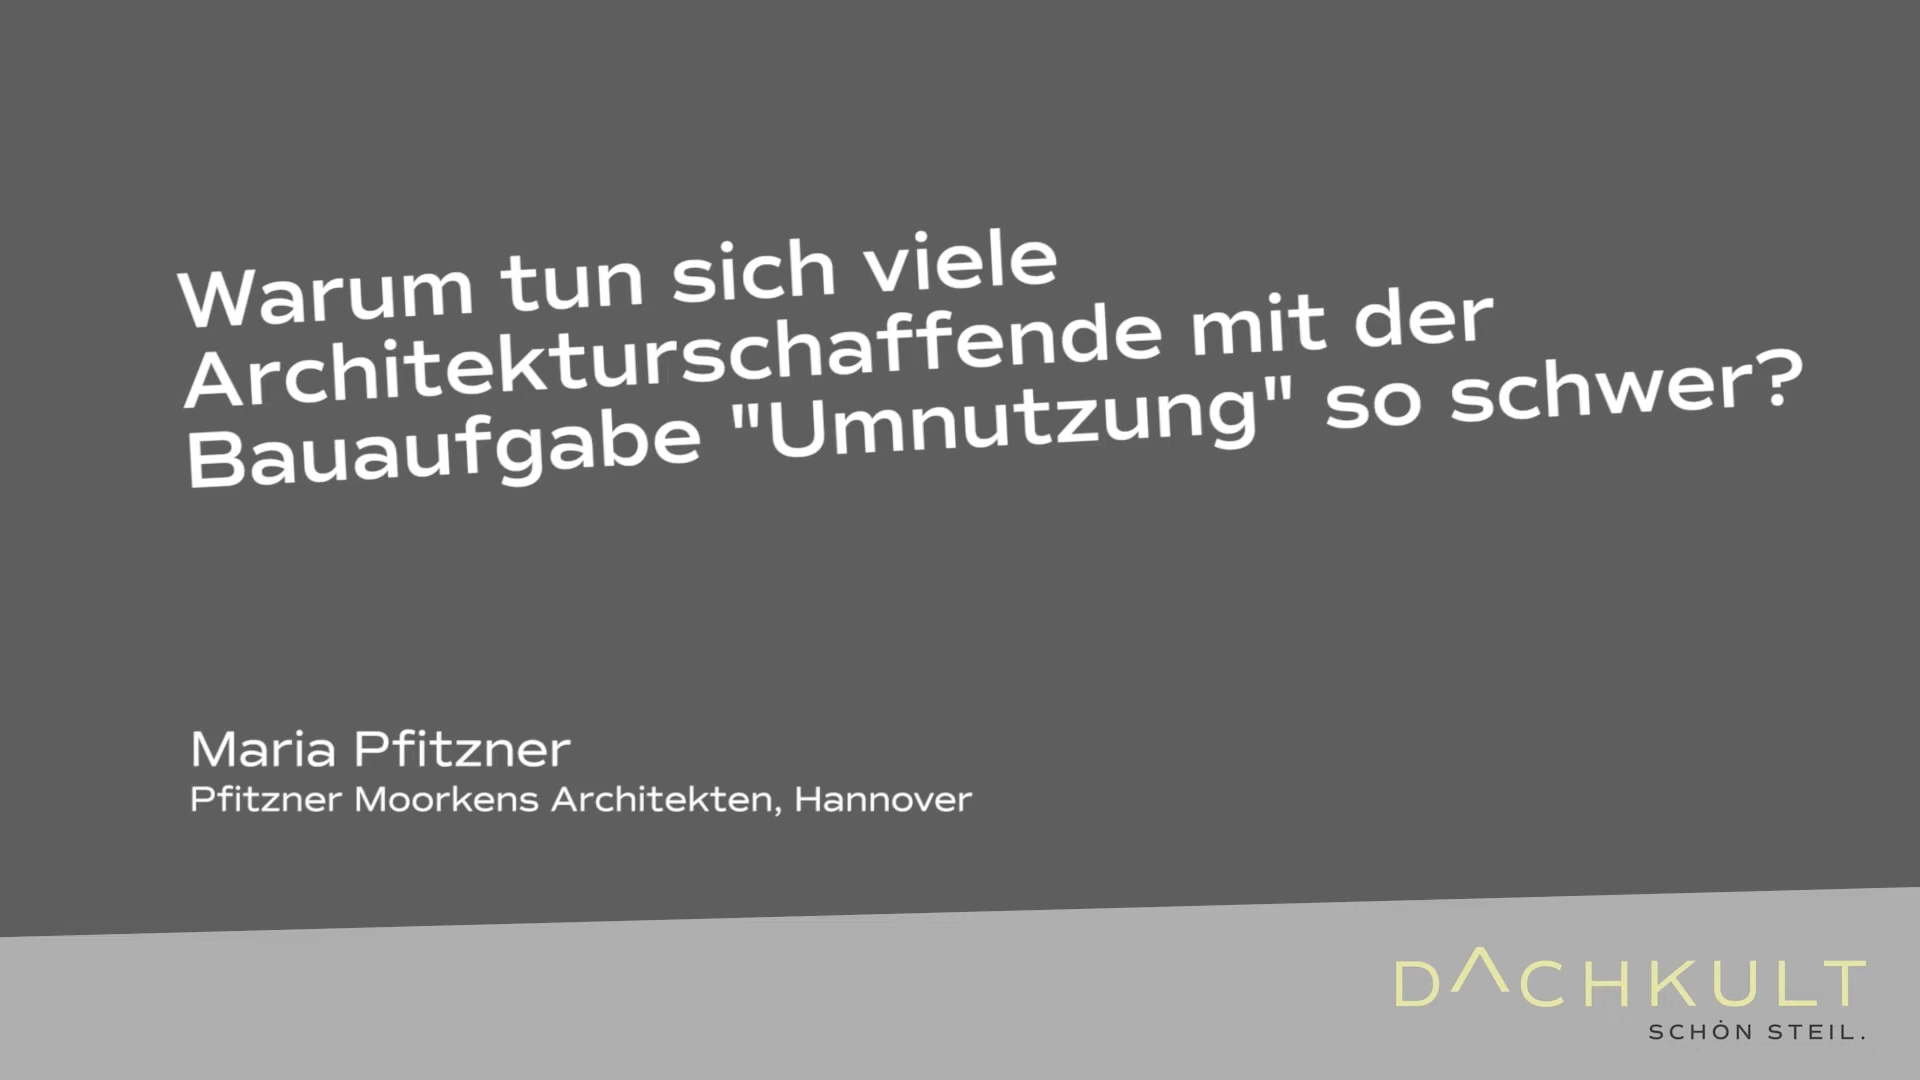 Warum tun sich viele
Architekturschaffende mit der
Bauaufgabe "Umnutzung" so schwer?
Maria Pfitzner
Pfitzner Moorkens Architekten, Hannover
DACHKULT
SCHÖN STEIL.